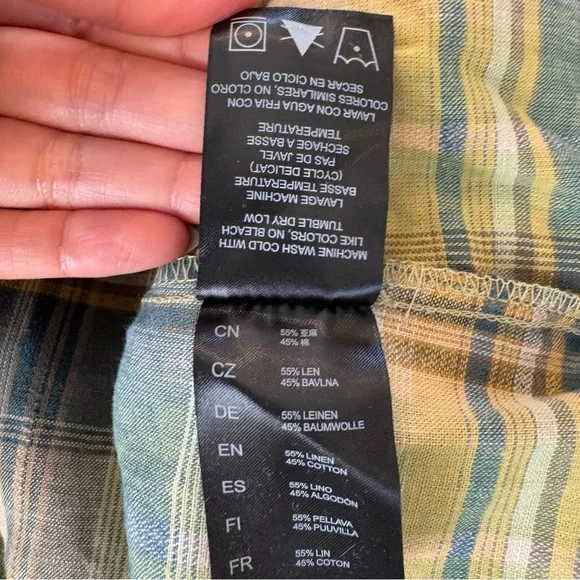 MACHINE WASH COLD WITH
LIKE COLORS, NO BLEACH
TUMBLE DRY LOW
LAVAGE MACHINE
BASSE TEMPERATURE
(CYCLE DELICAT)
PAS DE JAVEL
SECHAGE A BASSE
TEMPERATURE
LAVAR CON AGUA FRIA CON
COLORES SIMILARES, NO CLORO
SECAR EN CICLO BAJO
CN 55% 亚麻
45% 棉
CZ 55% LEN
45% BAVLNA
DE 55% LEINEN
45% BAUMWOLLE
EN 55% LINEN
45% COTTON
ES 55% LINO
45% ALGODÓN
FI 55% PELLAVA
45% PUUVILLA
FR 55% LIN
45% COTON